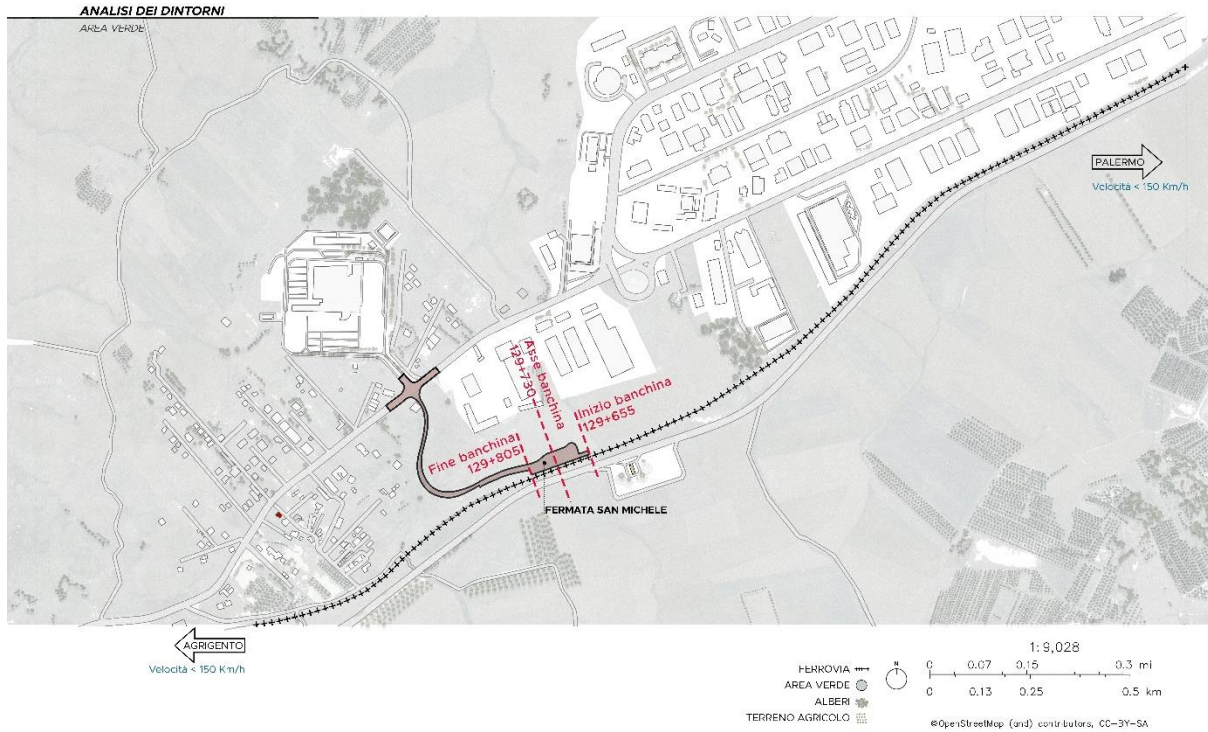 ANALISI DEI DINTORNI
AREA VERDE
PALERMO
Velocità < 150 Km/h
Asse banchina
129+730
Inizio banchina
129+655
Fine banchina
129+805
FERMATA SAN MICHELE
AGRIGENTO
Velocità < 150 Km/h
FERROVIA
AREA VERDE
ALBERI
TERRENO AGRICOLO
N
1: 9,028
0 0.07 0.15 0.3 mi
0 0.13 0.25 0.5 km
©OpenStreetMap (and) contributors, CC-BY-SA